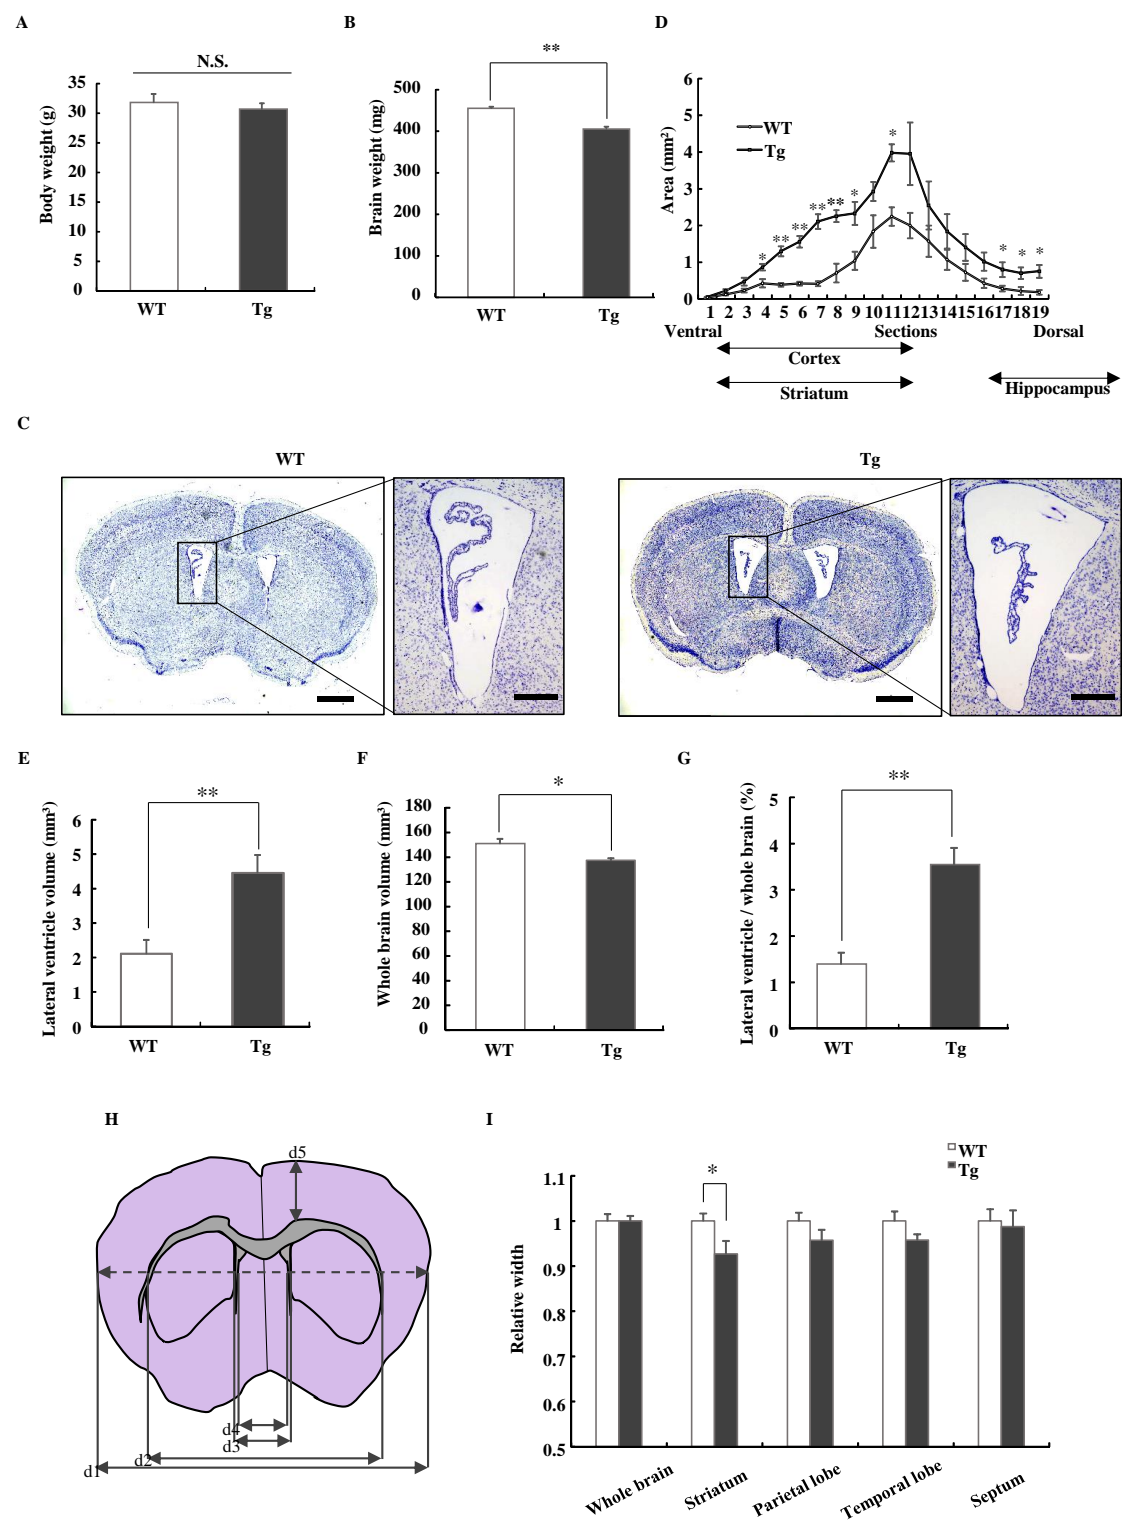 A
B
D
N.S.
**
35
30
25
20
15
10
5
0
Body weight (g)
WT
Tg
500
400
300
200
100
0
Brain weight (mg)
WT
Tg
6
5
4
3
2
1
0
Area (mm²)
WT
Tg
* ** ** ** ** * * * * *
1 2 3 4 5 6 7 8 9 10 11 12 13 14 15 16 17 18 19
Ventral Sections Dorsal
Cortex
Striatum
Hippocampus
C
WT
Tg
E
F
G
**
6
5
4
3
2
1
0
Lateral ventricle volume (mm³)
WT
Tg
*
180
160
140
120
100
80
60
40
20
0
Whole brain volume (mm³)
WT
Tg
**
5
4
3
2
1
0
Lateral ventricle / whole brain (%)
WT
Tg
H
I
d5
d4
d3
d2
d1
WT
Tg
*
1.1
1
0.9
0.8
0.7
0.6
0.5
Relative width
Whole brain
Striatum
Parietal lobe
Temporal lobe
Septum